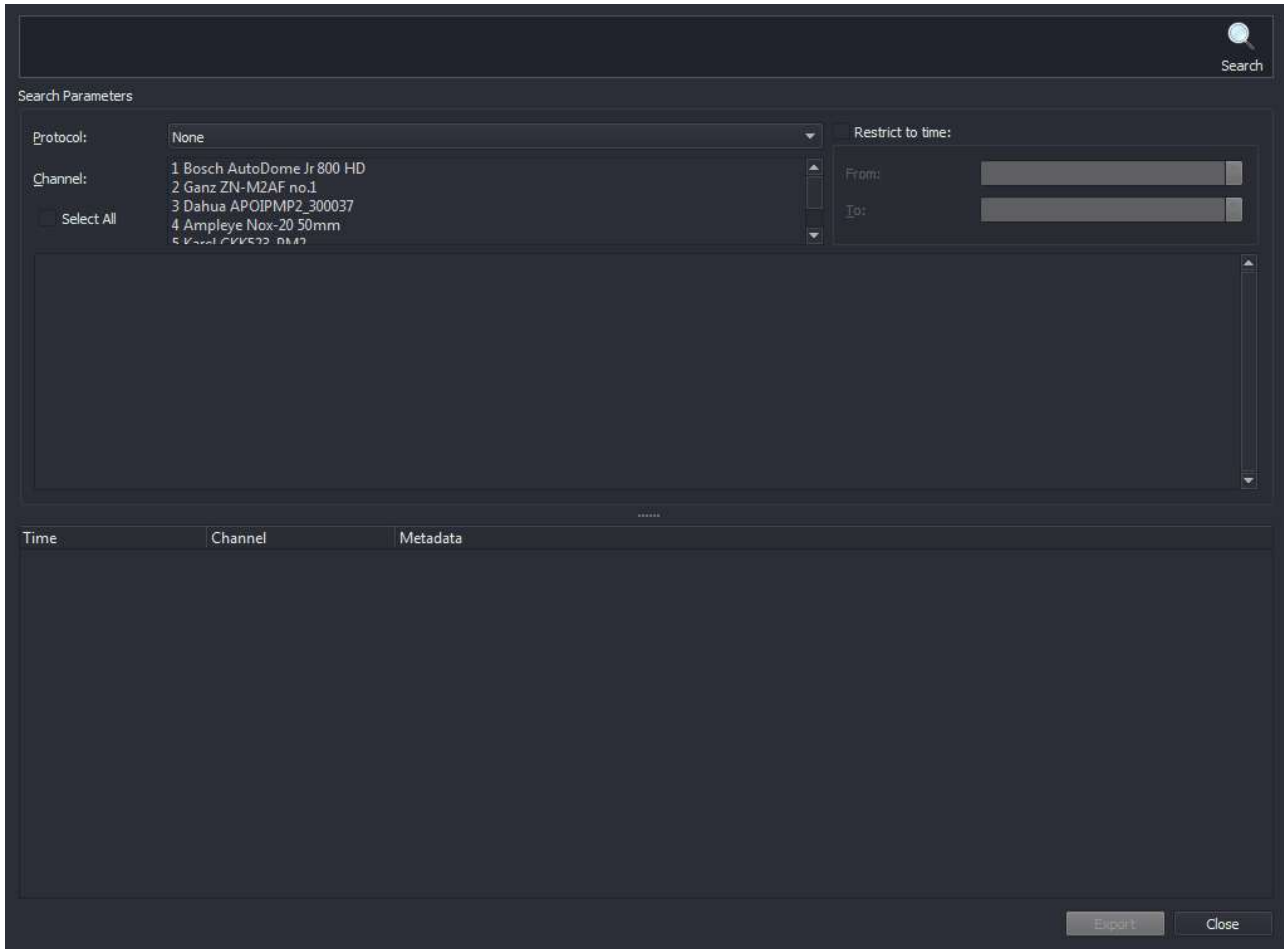 Search
Search Parameters
Protocol:
None
Restrict to time:
Channel:
1 Bosch AutoDome Jr 800 HD
2 Ganz ZN-M2AF no.1
3 Dahua APOIPMP2_300037
4 Ampleye Nox-20 50mm
Select All
From:
To:
Time Channel Metadata
Export Close